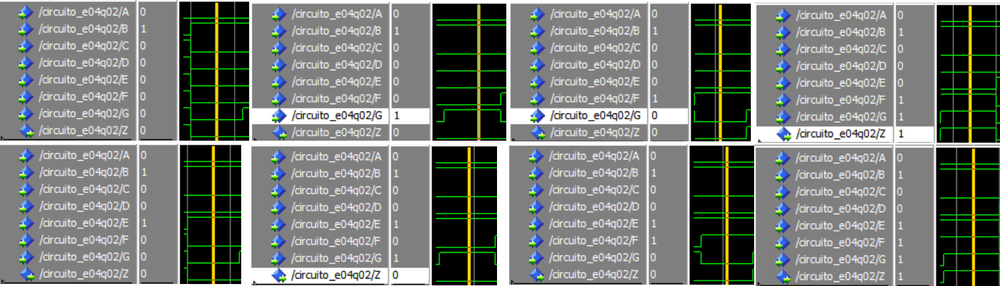 /circuito_e04q02/A 0
/circuito_e04q02/B 1
/circuito_e04q02/C 0
/circuito_e04q02/D 0
/circuito_e04q02/E 0
/circuito_e04q02/F 0
/circuito_e04q02/G 0
/circuito_e04q02/Z 0
/circuito_e04q02/A 0
/circuito_e04q02/B 1
/circuito_e04q02/C 0
/circuito_e04q02/D 0
/circuito_e04q02/E 0
/circuito_e04q02/F 0
/circuito_e04q02/G 1
/circuito_e04q02/Z 0
/circuito_e04q02/A 0
/circuito_e04q02/B 1
/circuito_e04q02/C 0
/circuito_e04q02/D 0
/circuito_e04q02/E 0
/circuito_e04q02/F 1
/circuito_e04q02/G 0
/circuito_e04q02/Z 0
/circuito_e04q02/A 0
/circuito_e04q02/B 1
/circuito_e04q02/C 0
/circuito_e04q02/D 0
/circuito_e04q02/E 0
/circuito_e04q02/F 1
/circuito_e04q02/G 1
/circuito_e04q02/Z 1
/circuito_e04q02/A 0
/circuito_e04q02/B 1
/circuito_e04q02/C 0
/circuito_e04q02/D 0
/circuito_e04q02/E 1
/circuito_e04q02/F 0
/circuito_e04q02/G 0
/circuito_e04q02/Z 0
/circuito_e04q02/A 0
/circuito_e04q02/B 1
/circuito_e04q02/C 0
/circuito_e04q02/D 0
/circuito_e04q02/E 1
/circuito_e04q02/F 0
/circuito_e04q02/G 1
/circuito_e04q02/Z 0
/circuito_e04q02/A 0
/circuito_e04q02/B 1
/circuito_e04q02/C 0
/circuito_e04q02/D 0
/circuito_e04q02/E 1
/circuito_e04q02/F 1
/circuito_e04q02/G 0
/circuito_e04q02/Z 0
/circuito_e04q02/A 0
/circuito_e04q02/B 1
/circuito_e04q02/C 0
/circuito_e04q02/D 0
/circuito_e04q02/E 1
/circuito_e04q02/F 1
/circuito_e04q02/G 1
/circuito_e04q02/Z 1